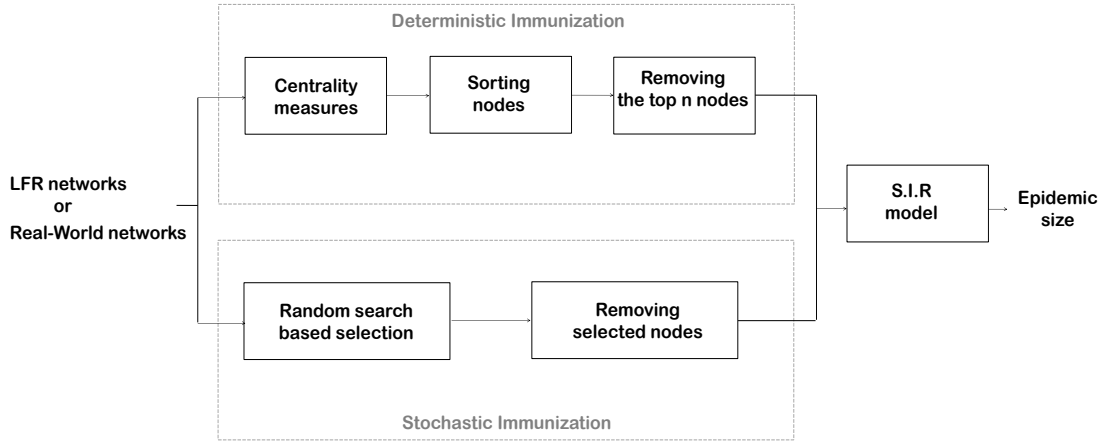 Deterministic Immunization
Centrality
measures
Sorting
nodes
Removing
the top n nodes
LFR networks
or
Real-World networks
S.I.R
model
Epidemic
size
Random search
based selection
Removing
selected nodes
Stochastic Immunization